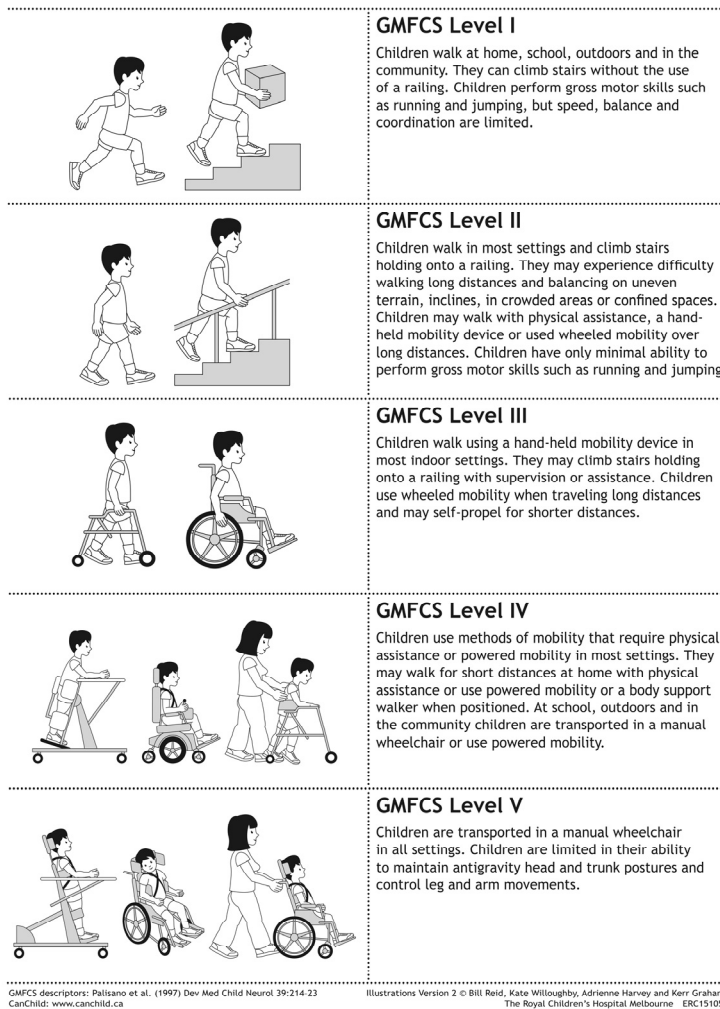 GMFCS Level I
Children walk at home, school, outdoors and in the
community. They can climb stairs without the use
of a railing. Children perform gross motor skills such
as running and jumping, but speed, balance and
coordination are limited.
GMFCS Level II
Children walk in most settings and climb stairs
holding onto a railing. They may experience difficulty
walking long distances and balancing on uneven
terrain, inclines, in crowded areas or confined spaces.
Children may walk with physical assistance, a hand-
held mobility device or used wheeled mobility over
long distances. Children have only minimal ability to
perform gross motor skills such as running and jumping
GMFCS Level III
Children walk using a hand-held mobility device in
most indoor settings. They may climb stairs holding
onto a railing with supervision or assistance. Children
use wheeled mobility when traveling long distances
and may self-propel for shorter distances.
GMFCS Level IV
Children use methods of mobility that require physical
assistance or powered mobility in most settings. They
may walk for short distances at home with physical
assistance or use powered mobility or a body support
walker when positioned. At school, outdoors and in
the community children are transported in a manual
wheelchair or use powered mobility.
GMFCS Level V
Children are transported in a manual wheelchair
in all settings. Children are limited in their ability
to maintain antigravity head and trunk postures and
control leg and arm movements.
GMFCS descriptors: Palisano et al. (1997) Dev Med Child Neurol 39:214-23
CanChild: www.canchild.ca
Illustrations Version 2 © Bill Reid, Kate Willoughby, Adrienne Harvey and Kerr Graham
The Royal Children's Hospital Melbourne ERC15105